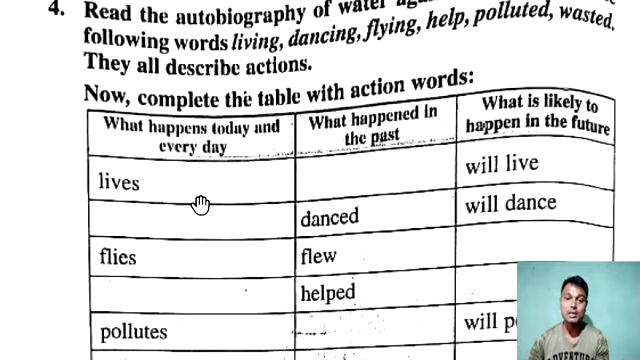 4. Read the autobiography of water
following words living, dancing, flying, help, polluted, wasted.
They all describe actions.
Now, complete the table with action words:
What happens today and every day
What happened in the past
What is likely to happen in the future
lives
will live
danced
will dance
flies
flew
helped
pollutes
will
ADVENTURE